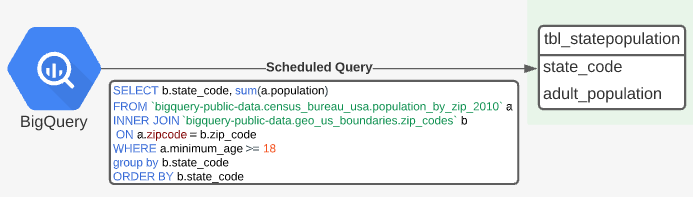 tbl_statepopulation
Scheduled Query
state_code
adult_population
BigQuery
SELECT b.state_code, sum(a.population)
FROM `bigquery-public-data.census_bureau_usa.population_by_zip_2010` a
INNER JOIN `bigquery-public-data.geo_us_boundaries.zip_codes` b
ON a.zipcode = b.zip_code
WHERE a.minimum_age >= 18
group by b.state_code
ORDER BY b.state_code